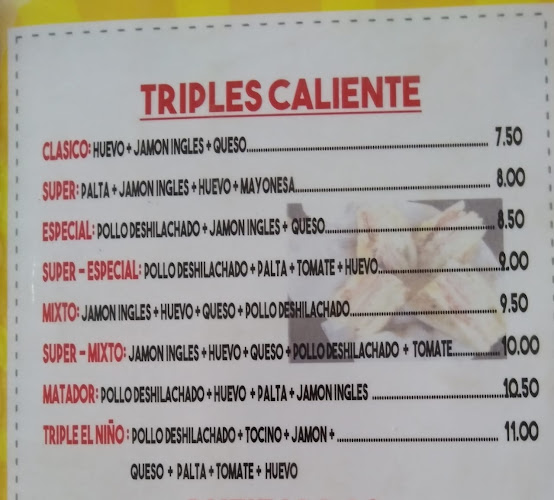 TRIPLES CALIENTE
CLASICO: HUEVO + JAMON INGLES + QUESO.................... 7.50
SUPER: PALTA + JAMON INGLES + HUEVO + MAYONESA.................... 8.00
ESPECIAL: POLLO DESHILACHADO + JAMON INGLES + QUESO.................... 8.50
SUPER - ESPECIAL: POLLO DESHILACHADO + PALTA + TOMATE + HUEVO.................... 9.00
MIXTO: JAMON INGLES + HUEVO + QUESO + POLLO DESHILACHADO.................... 9.50
SUPER - MIXTO: JAMON INGLES + HUEVO + QUESO + POLLO DESHILACHADO + TOMATE............ 10.00
MATADOR: POLLO DESHILACHADO + HUEVO + PALTA + JAMON INGLES .................... 10.50
TRIPLE EL NIÑO : POLLO DESHILACHADO + TOCINO + JAMON + .................... 11.00
QUESO + PALTA + TOMATE + HUEVO